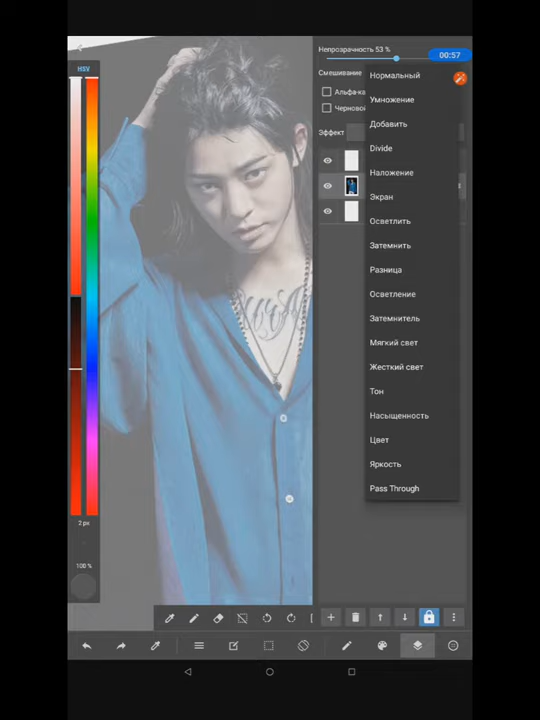 HSV
Непрозрачность 53 %
00:57
Смешивание
Нормальный
Альфа-ка
Умножение
Черновой
Добавить
Эффект
Divide
Наложение
Экран
Осветлить
Затемнить
Разница
Осветление
Затемнитель
Мягкий свет
Жесткий свет
Тон
Насыщенность
Цвет
Яркость
Pass Through
2 px
100 %